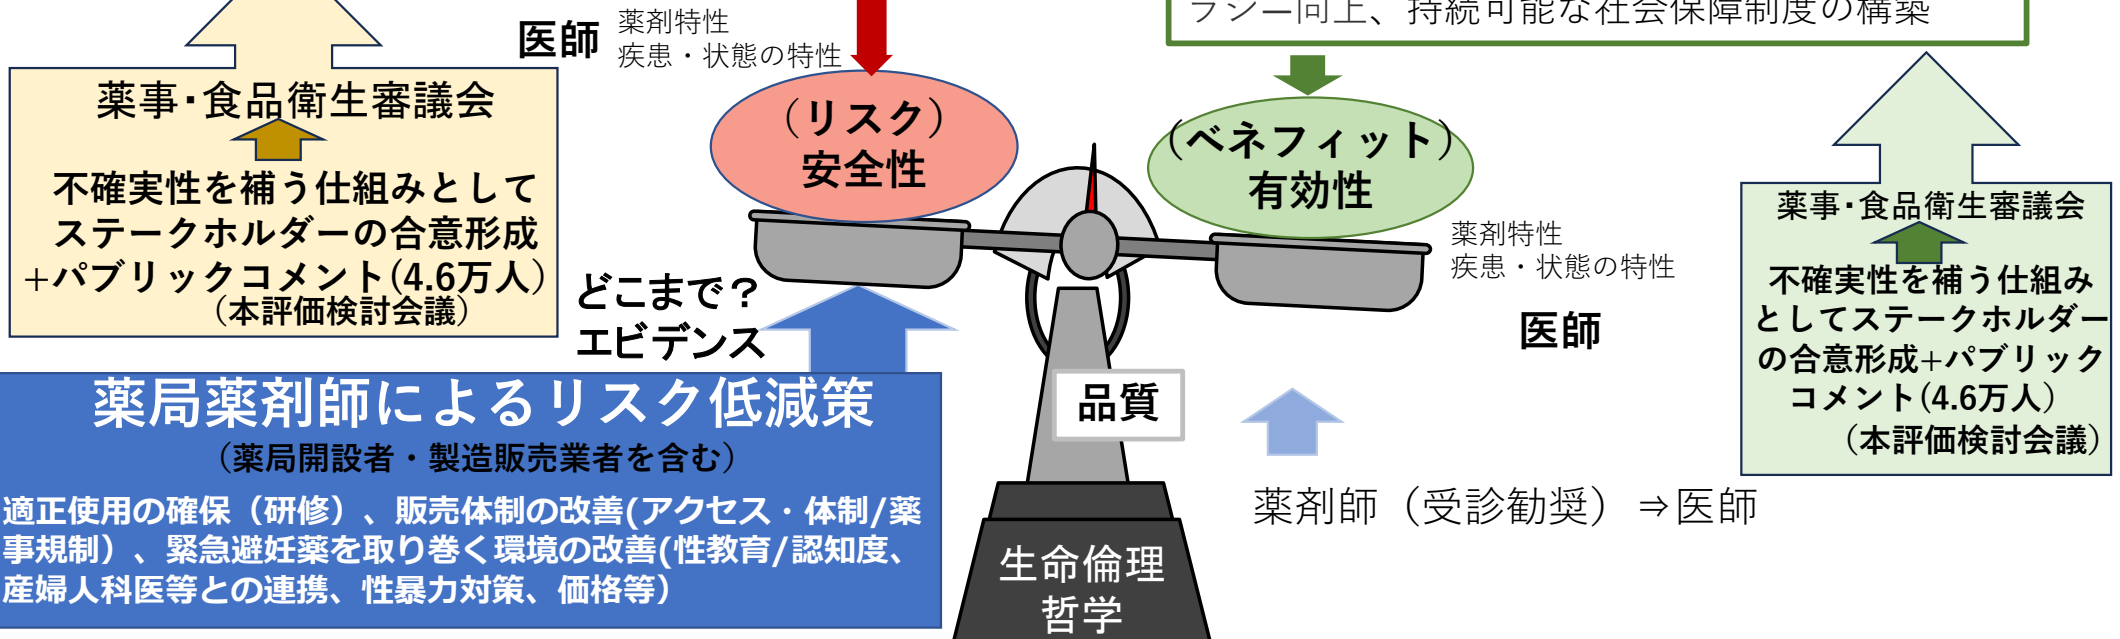 ラシー向上、持続可能な社会保障制度の構築
医師
薬剤特性
疾患・状態の特性
薬事・食品衛生審議会
不確実性を補う仕組みとして
ステークホルダーの合意形成
+パブリックコメント(4.6万人)
（本評価検討会議）
（リスク）
安全性
（ベネフィット）
有効性
薬剤特性
疾患・状態の特性
医師
薬事・食品衛生審議会
不確実性を補う仕組み
としてステークホルダー
の合意形成+パブリック
コメント(4.6万人)
（本評価検討会議）
どこまで？
エビデンス
薬局薬剤師によるリスク低減策
（薬局開設者・製造販売業者を含む）
適正使用の確保（研修）、販売体制の改善(アクセス・体制/薬
事規制）、緊急避妊薬を取り巻く環境の改善(性教育/認知度、
産婦人科医等との連携、性暴力対策、価格等）
品質
薬剤師（受診勧奨）⇒医師
生命倫理
哲学